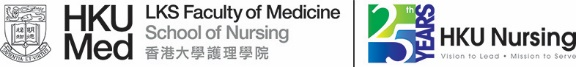 HKU
Med
LKS Faculty of Medicine
School of Nursing
香港大學護理學院
25th
YEARS
HKU Nursing
Vision to Lead • Mission to Serve